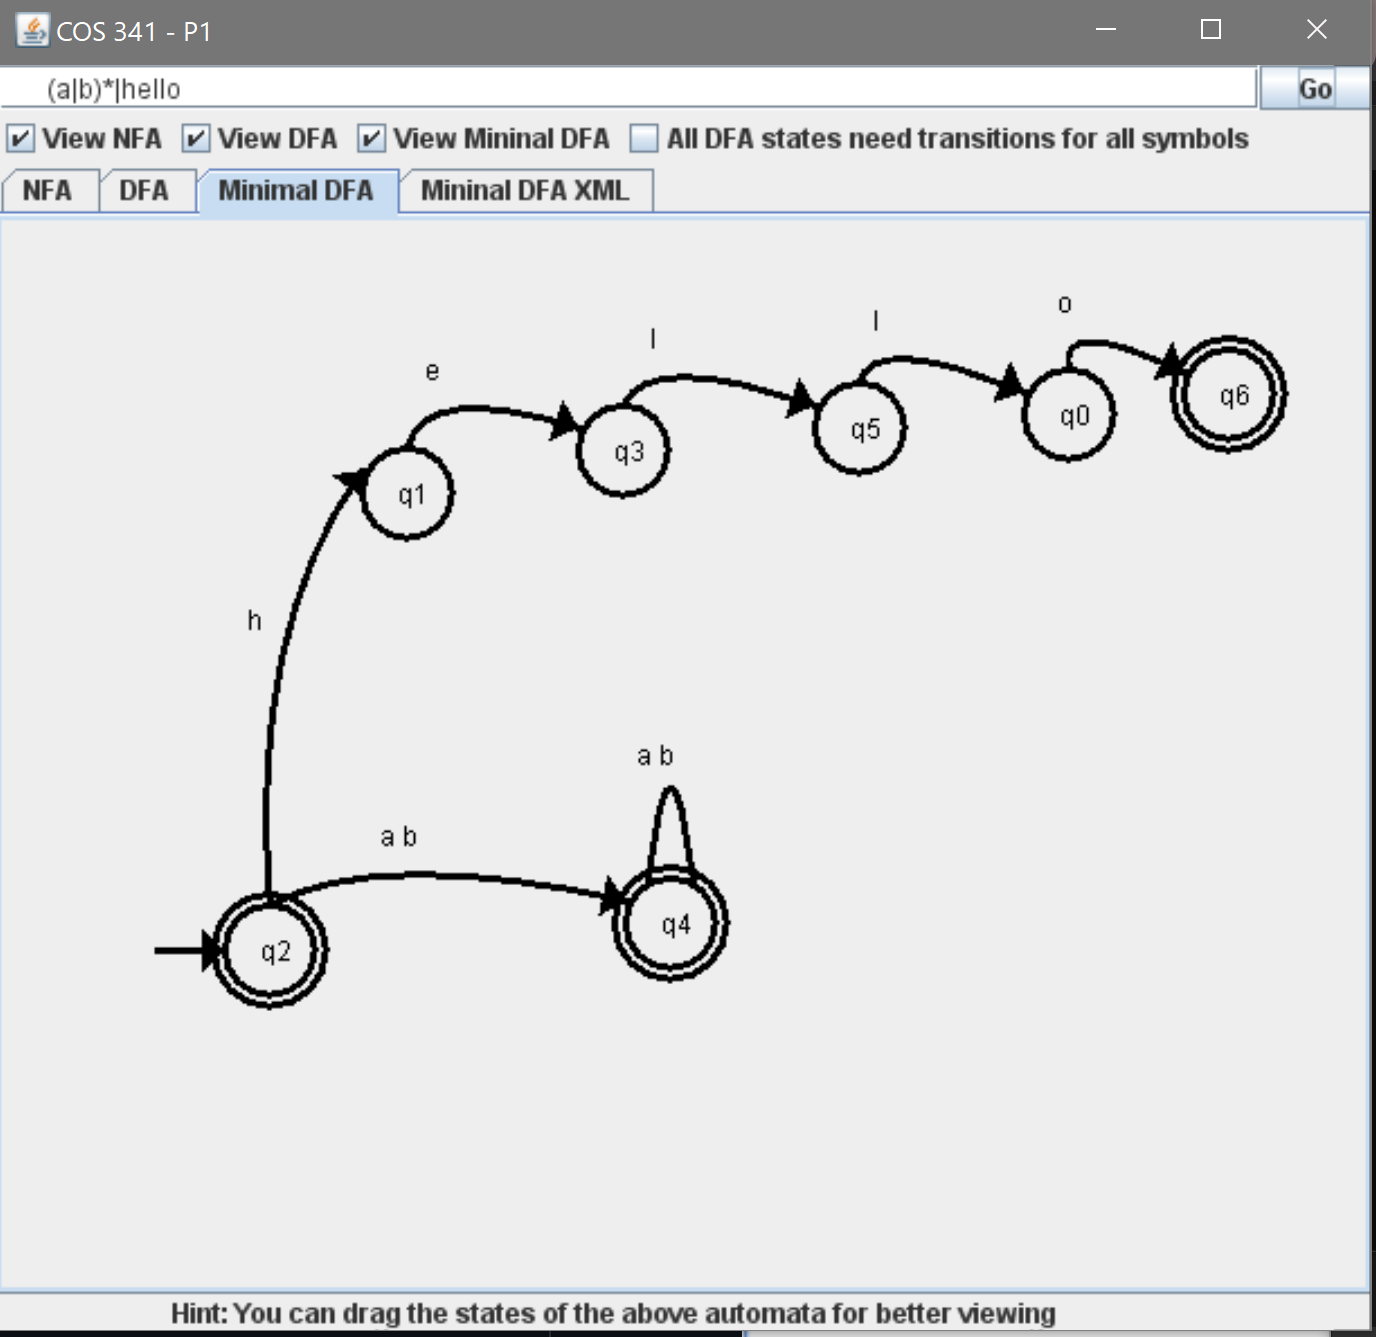 COS 341 - P1
(a|b)*|hello
Go
View NFA View DFA View Mininal DFA All DFA states need transitions for all symbols
NFA DFA Minimal DFA Mininal DFA XML
o
l
l
e
q6
q0
q5
q3
q1
h
a b
a b
q4
q2
Hint: You can drag the states of the above automata for better viewing